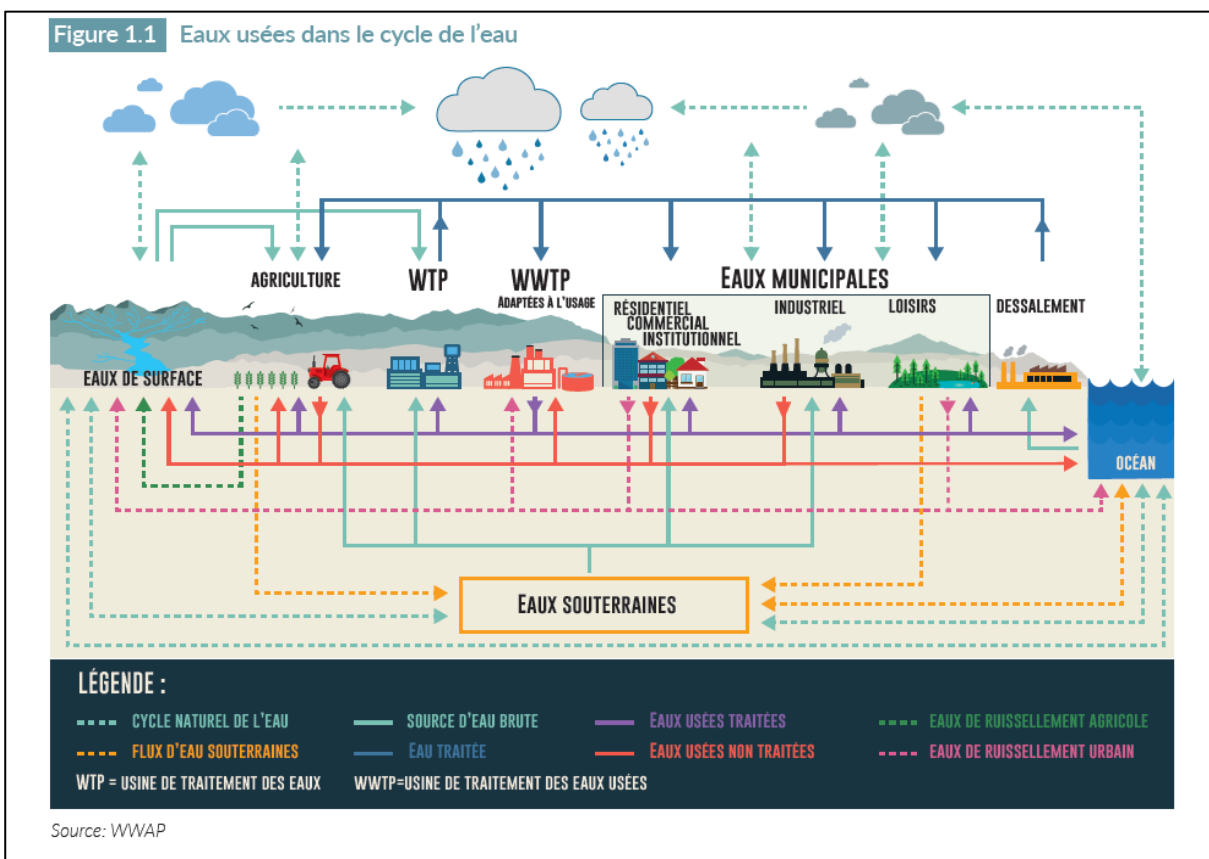 Figure 1.1 Eaux usées dans le cycle de l'eau
AGRICULTURE
WTP
WWTP
ADAPTÉES À L'USAGE
EAUX MUNICIPALES
RÉSIDENTIEL
COMMERCIAL
INSTITUTIONNEL
INDUSTRIEL
LOISIRS
DESSALEMENT
EAUX DE SURFACE
OCÉAN
EAUX SOUTERRAINES
LÉGENDE :
CYCLE NATUREL DE L'EAU
SOURCE D'EAU BRUTE
EAUX USÉES TRAITÉES
EAUX DE RUISSELLEMENT AGRICOLE
FLUX D'EAU SOUTERRAINES
EAU TRAITÉE
EAUX USÉES NON TRAITÉES
EAUX DE RUISSELLEMENT URBAIN
WTP = USINE DE TRAITEMENT DES EAUX
WWTP=USINE DE TRAITEMENT DES EAUX USÉES
Source: WWAP